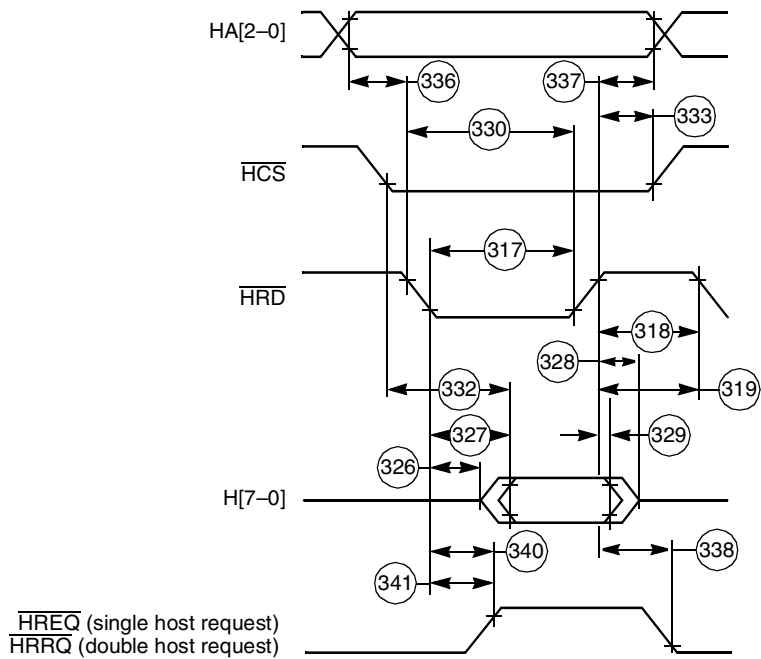 HA[2–0]
336
337
333
330
HCS
317
HRD
318
328
332
319
327
329
326
H[7–0]
340
338
341
HREQ (single host request)
HRRQ (double host request)